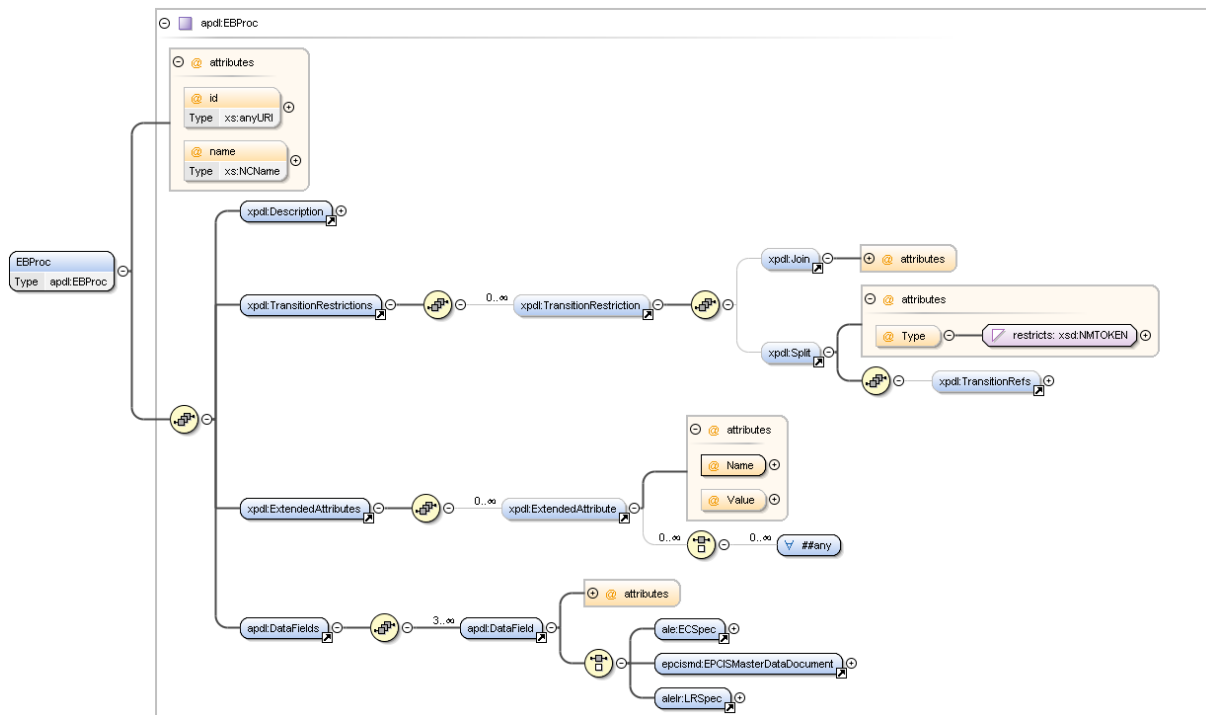 apdl:EBProc
@ attributes
@ id
Type xs:anyURI
@ name
Type xs:NCName
xpdl:Description
EBProc
Type apdl:EBProc
xpdl:Join
@ attributes
xpdl:TransitionRestrictions
0..∞
xpdl:TransitionRestriction
@ attributes
@ Type
restricts: xsd:NMTOKEN
xpdl:Split
xpdl:TransitionRefs
@ attributes
@ Name
xpdl:ExtendedAttributes
0..∞
xpdl:ExtendedAttribute
@ Value
0..∞
0..∞
∀ ##any
@ attributes
apdl:DataFields
3..∞
apdl:DataField
ale:ECSpec
epcismd:EPCISMasterDataDocument
alelr:LRSpec